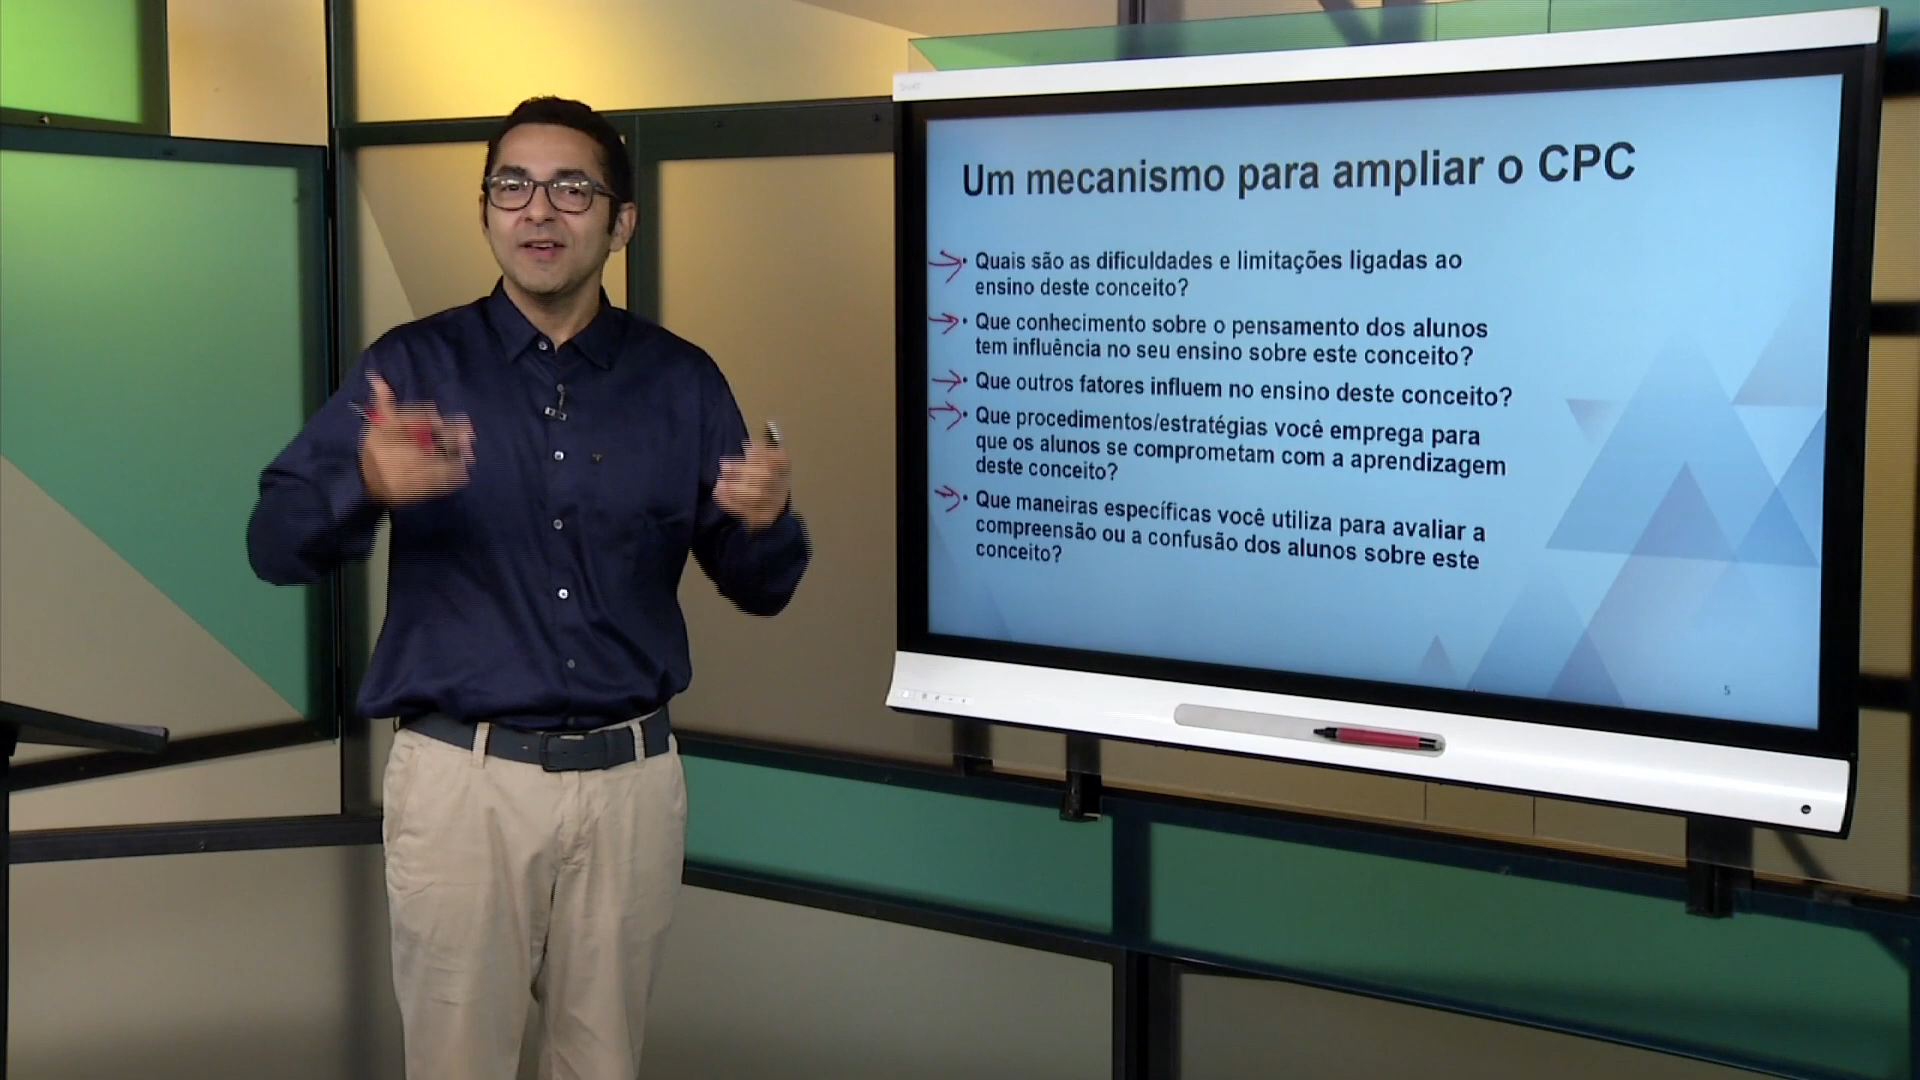 Um mecanismo para ampliar o CPC
• Quais são as dificuldades e limitações ligadas ao
ensino deste conceito?
• Que conhecimento sobre o pensamento dos alunos
tem influência no seu ensino sobre este conceito?
• Que outros fatores influem no ensino deste conceito?
• Que procedimentos/estratégias você emprega para
que os alunos se comprometam com a aprendizagem
deste conceito?
• Que maneiras específicas você utiliza para avaliar a
compreensão ou a confusão dos alunos sobre este
conceito?
5